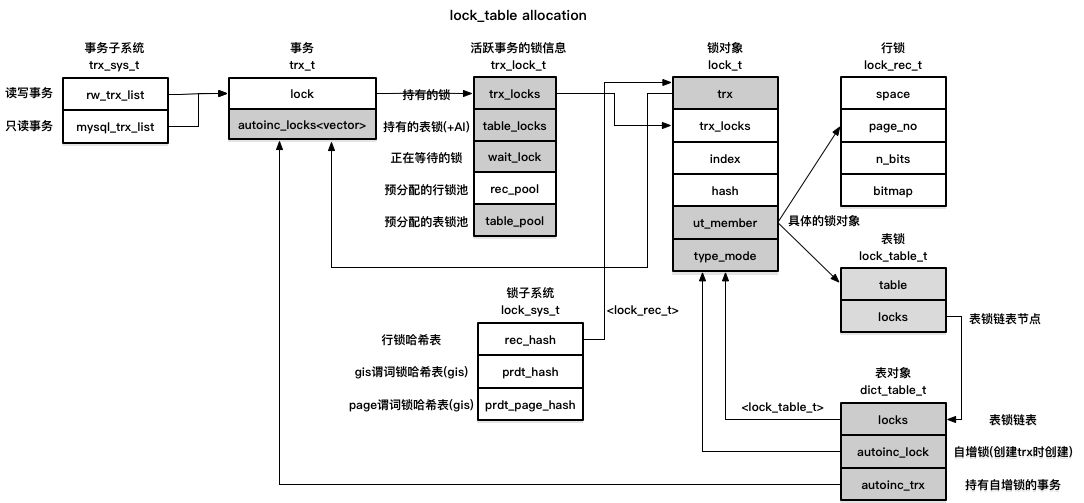 lock_table allocation
事务子系统
trx_sys_t
读写事务
rw_trx_list
只读事务
mysql_trx_list
事务
trx_t
lock
autoinc_locks<vector>
活跃事务的锁信息
trx_lock_t
持有的锁
trx_locks
持有的表锁(+AI)
table_locks
正在等待的锁
wait_lock
预分配的行锁池
rec_pool
预分配的表锁池
table_pool
锁对象
lock_t
trx
trx_locks
index
hash
ut_member
type_mode
具体的锁对象
行锁
lock_rec_t
space
page_no
n_bits
bitmap
表锁
lock_table_t
table
locks
表锁链表节点
锁子系统
lock_sys_t
<lock_rec_t>
行锁哈希表
rec_hash
gis谓词锁哈希表(gis)
prdt_hash
page谓词锁哈希表(gis)
prdt_page_hash
表对象
dict_table_t
<lock_table_t>
locks
表锁链表
autoinc_lock
自增锁(创建trx时创建)
autoinc_trx
持有自增锁的事务